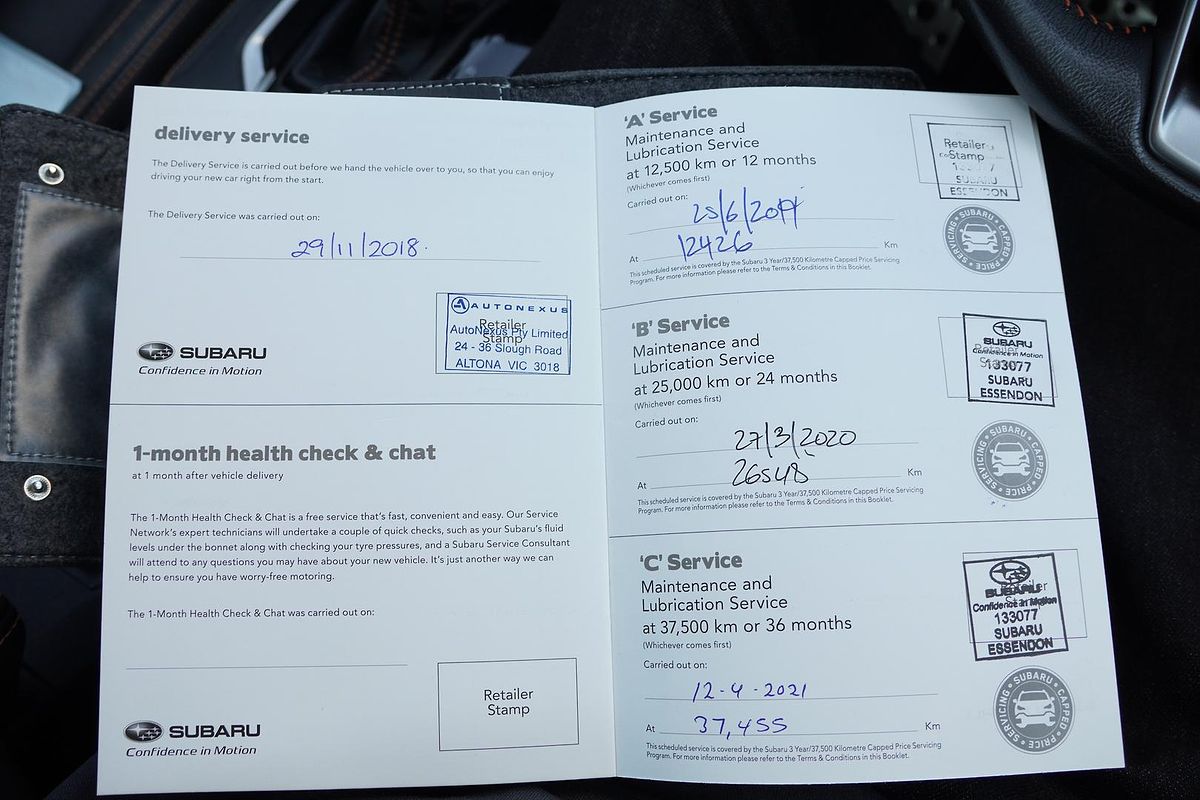 delivery service
The Delivery Service is carried out before we hand the vehicle over to you, so that you can enjoy
driving your new car right from the start.
The Delivery Service was carried out on:
29/11/2018.
AUTONEXUS
Retailer
AutoNexus Pty Limited
Stamp
24 - 36 Slough Road
ALTONA VIC 3018
SUBARU
Confidence in Motion
1-month health check & chat
at 1 month after vehicle delivery
The 1-Month Health Check & Chat is a free service that's fast, convenient and easy. Our Service
Network's expert technicians will undertake a couple of quick checks, such as your Subaru's fluid
levels under the bonnet along with checking your tyre pressures, and a Subaru Service Consultant
will attend to any questions you may have about your new vehicle. It's just another way we can
help to ensure you have worry-free motoring.
The 1-Month Health Check & Chat was carried out on:
Retailer
Stamp
SUBARU
Confidence in Motion
'A' Service
Maintenance and
Lubrication Service
at 12,500 km or 12 months
(Whichever comes first)
Carried out on:
25/6/2019
At 12426 Km
This scheduled service is covered by the Subaru 3 Year/37,500 Kilometre Capped Price Servicing
Program. For more information please refer to the Terms & Conditions in this Booklet.
Retailer
Stamp
SUBARU
ESSENDON
SUBARU CAPPED PRICE SERVICING
'B' Service
Maintenance and
Lubrication Service
at 25,000 km or 24 months
(Whichever comes first)
Carried out on:
27/3/2020
At 26548 Km
This scheduled service is covered by the Subaru 3 Year/37,500 Kilometre Capped Price Servicing
Program. For more information please refer to the Terms & Conditions in this Booklet.
SUBARU
Confidence in Motion
133077
SUBARU
ESSENDON
SUBARU CAPPED PRICE SERVICING
'C' Service
Maintenance and
Lubrication Service
at 37,500 km or 36 months
(Whichever comes first)
Carried out on:
12-4-2021
At 37,455 Km
This scheduled service is covered by the Subaru 3 Year/37,500 Kilometre Capped Price Servicing
Program. For more information please refer to the Terms & Conditions in this Booklet.
SUBARU
Confidence in Motion
133077
SUBARU
ESSENDON
SUBARU CAPPED PRICE SERVICING